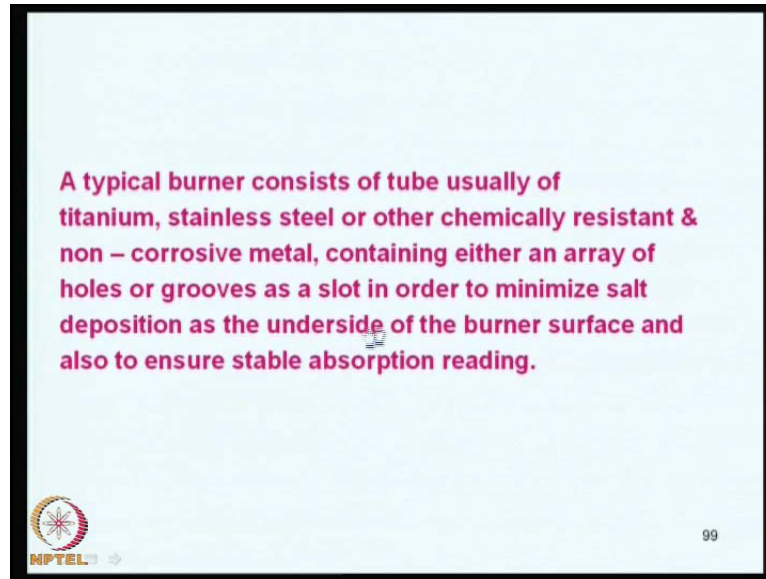 A typical burner consists of tube usually of
titanium, stainless steel or other chemically resistant &
non – corrosive metal, containing either an array of
holes or grooves as a slot in order to minimize salt
deposition as the underside of the burner surface and
also to ensure stable absorption reading.
99
NPTEL